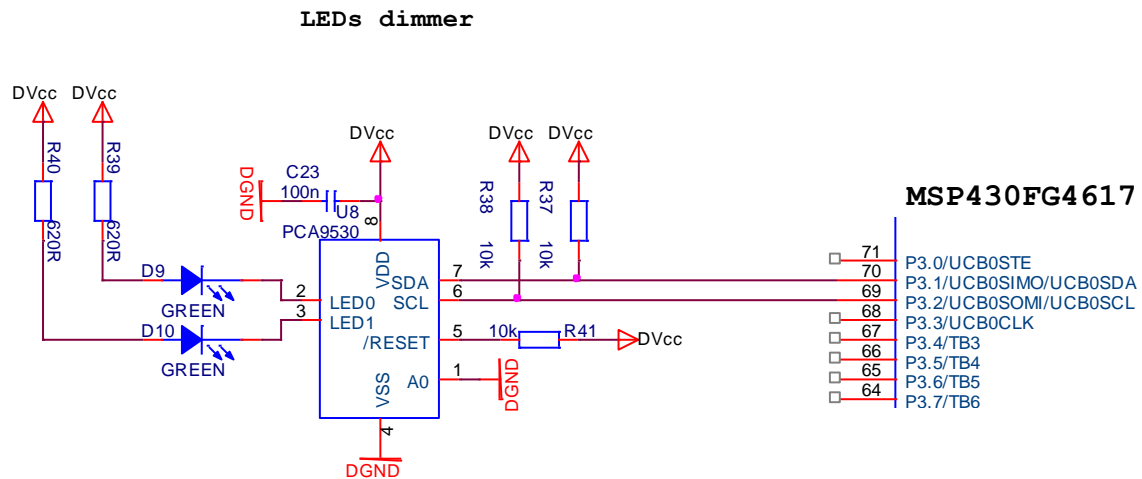 LEDs dimmer
DVcc
DVcc
R40
620R
R39
620R
DVcc
C23
100n
DGND
U8
PCA9530
8
VDD
D9
GREEN
D10
GREEN
2
LED0
3
LED1
7
SDA
6
SCL
5
/RESET
1
A0
VSS
4
DGND
DVcc
DVcc
R38
10k
R37
10k
10k
R41
DVcc
DGND
MSP430FG4617
71
P3.0/UCB0STE
70
P3.1/UCB0SIMO/UCB0SDA
69
P3.2/UCB0SOMI/UCB0SCL
68
P3.3/UCB0CLK
67
P3.4/TB3
66
P3.5/TB4
65
P3.6/TB5
64
P3.7/TB6